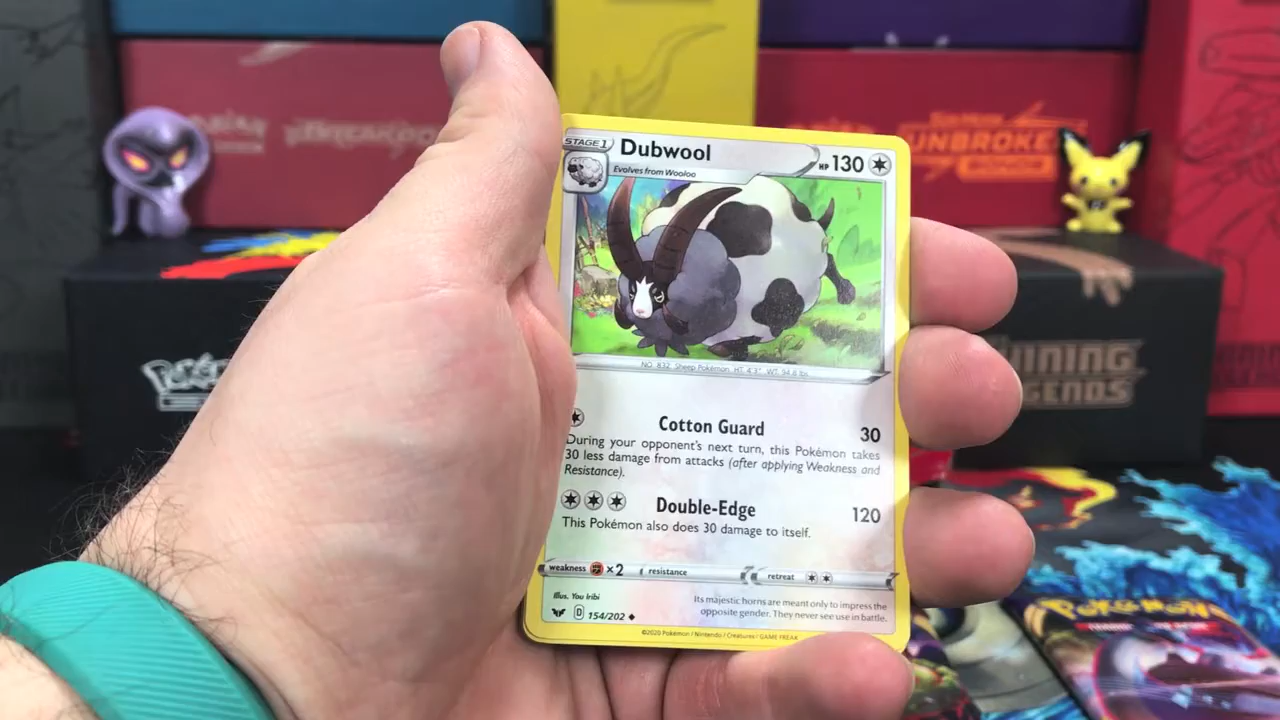 UNBROKEN
STAGE 1
Dubwool
HP 130
Evolves from Wooloo
NO. 832 Sheep Pokémon HT: 4'3" WT: 94.8 lbs.
Cotton Guard 30
During your opponent's next turn, this Pokémon takes
30 less damage from attacks (after applying Weakness and
Resistance).
Double-Edge 120
This Pokémon also does 30 damage to itself.
weakness ×2 resistance retreat
Illus. You Iribi
D 154/202
Its majestic horns are meant only to impress the
opposite gender. They never see use in battle.
©2020 Pokémon / Nintendo / Creatures / GAME FREAK
Pokémon
LEGENDS
POKÉMON